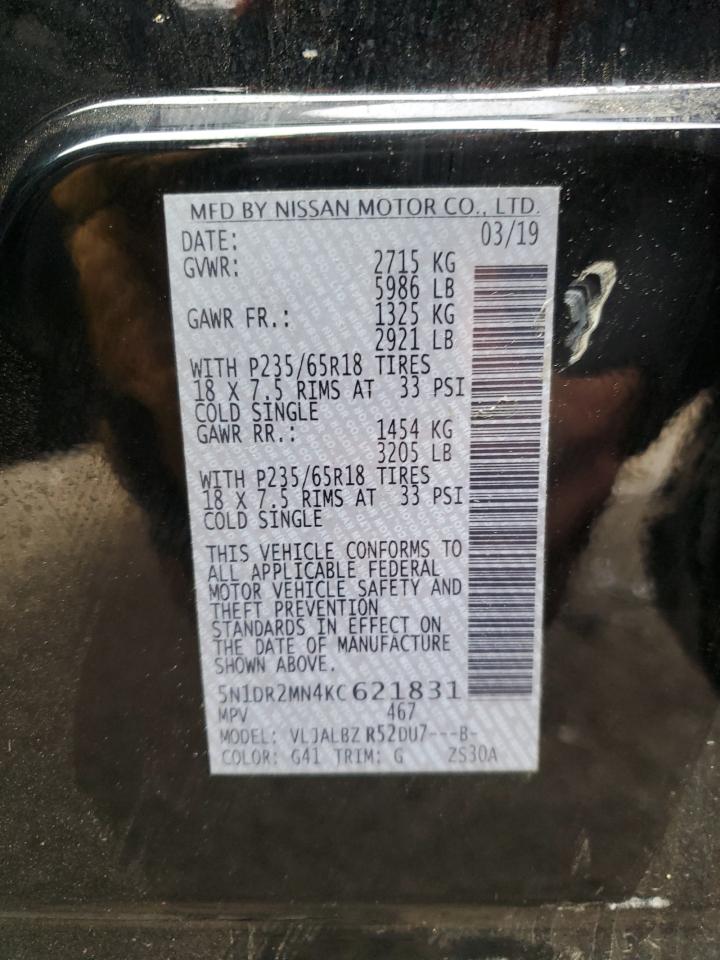 MFD BY NISSAN MOTOR CO., LTD.
DATE: 03/19
GVWR: 2715 KG
5986 LB
GAWR FR.: 1325 KG
2921 LB
WITH P235/65R18 TIRES
18 X 7.5 RIMS AT 33 PSI
COLD SINGLE
GAWR RR.: 1454 KG
3205 LB
WITH P235/65R18 TIRES
18 X 7.5 RIMS AT 33 PSI
COLD SINGLE
THIS VEHICLE CONFORMS TO
ALL APPLICABLE FEDERAL
MOTOR VEHICLE SAFETY AND
THEFT PREVENTION
STANDARDS IN EFFECT ON
THE DATE OF MANUFACTURE
SHOWN ABOVE.
5N1DR2MN4KC621831
MPV 467
MODEL: VLJALBZ R52DU7---B-
COLOR: G41 TRIM: G ZS30A